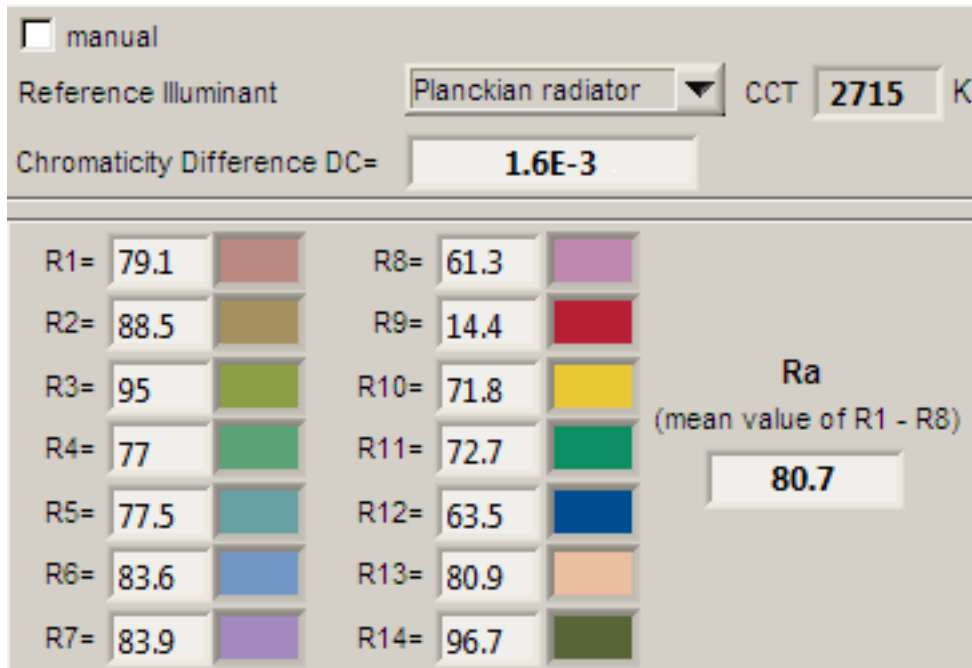 manual
Reference Illuminant Planckian radiator CCT 2715 K
Chromaticity Difference DC= 1.6E-3
R1= 79.1 R8= 61.3
R2= 88.5 R9= 14.4
R3= 95 R10= 71.8
R4= 77 R11= 72.7
R5= 77.5 R12= 63.5
R6= 83.6 R13= 80.9
R7= 83.9 R14= 96.7
Ra
(mean value of R1 - R8)
80.7